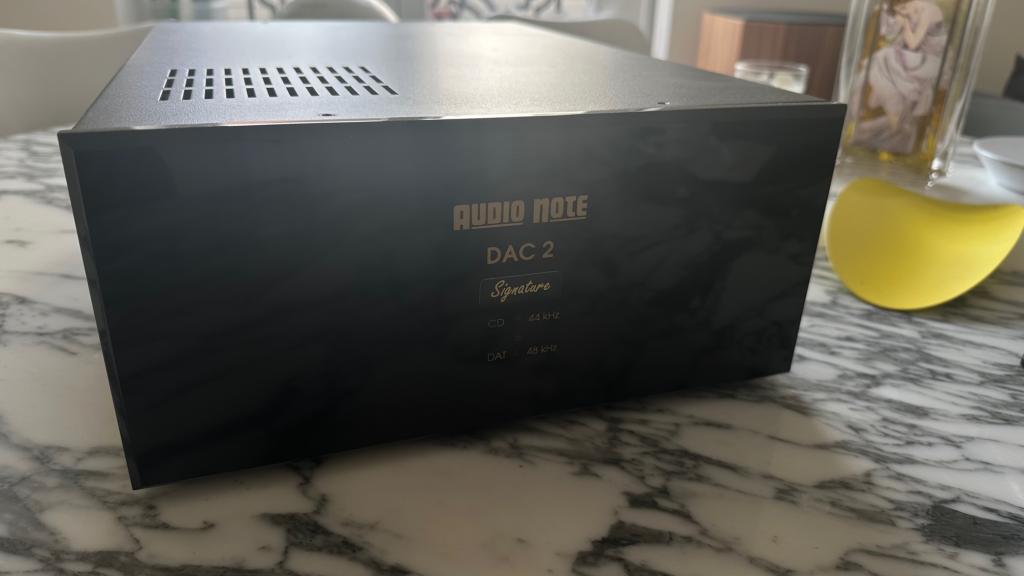 AUDIO NOTE
DAC 2
Signature
CD 44 kHz
DAT 48 kHz